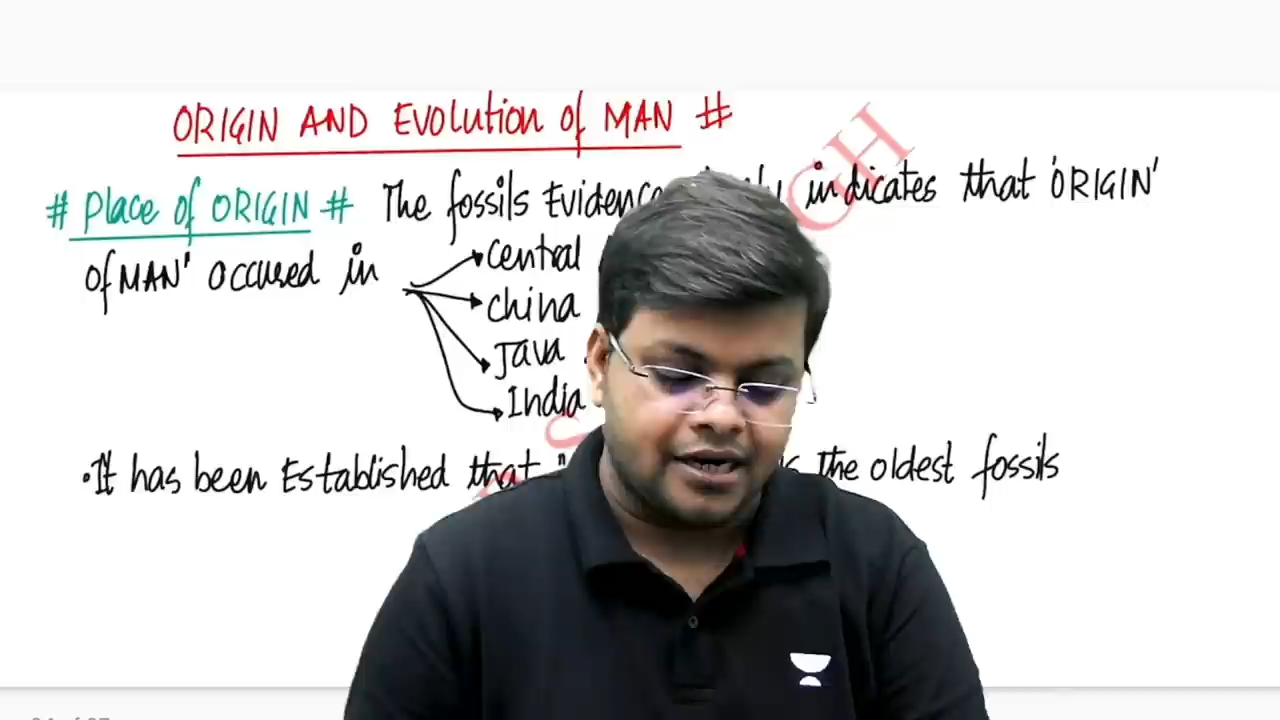 ORIGIN AND Evolution of MAN #
# Place of ORIGIN # The fossils Evidence indicates that 'ORIGIN'
of MAN' occured in
Central
China
Java
India
•It has been Established that the oldest fossils
GH
S